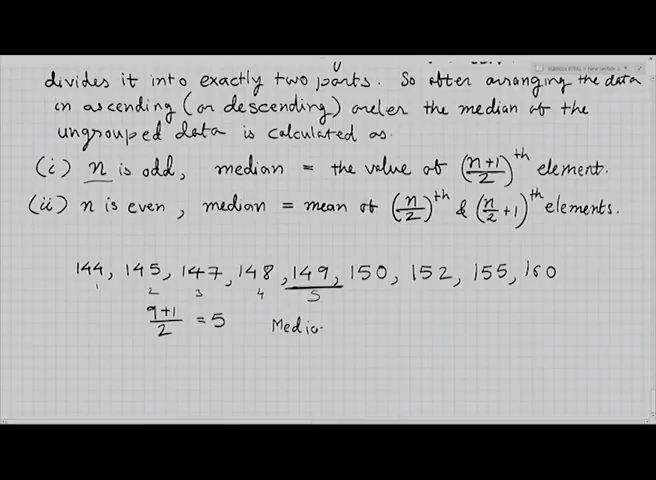 divides it into exactly two parts. So after arranging the data
in ascending (or descending) order the median of the
ungrouped data is calculated as.
(i) n is odd, median = the value of (n+1/2)th element.
(ii) n is even, median = mean of (n/2)th & (n/2 +1)th elements.
144, 145, 147, 148, 149, 150, 152, 155, 160
1 2 3 4 5
9+1/2 = 5 Media